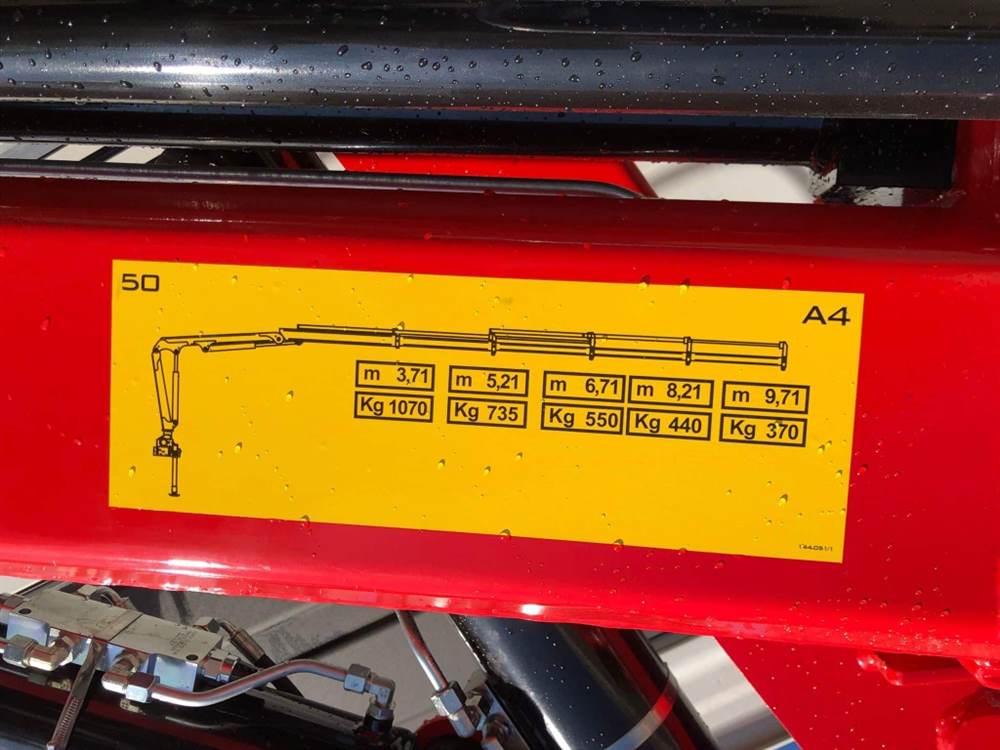 50
A4
m 3,71 m 5,21 m 6,71 m 8,21 m 9,71
Kg 1070 Kg 735 Kg 550 Kg 440 Kg 370